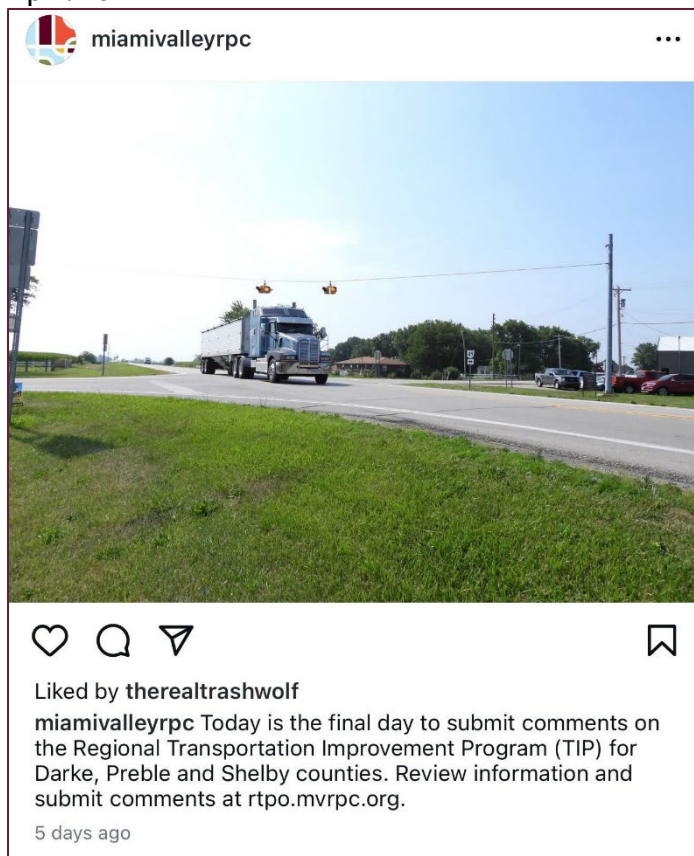 miamivalleyrpc
Liked by therealtrashwolf
miamivalleyrpc Today is the final day to submit comments on
the Regional Transportation Improvement Program (TIP) for
Darke, Preble and Shelby counties. Review information and
submit comments at rtpo.mvrpc.org.
5 days ago